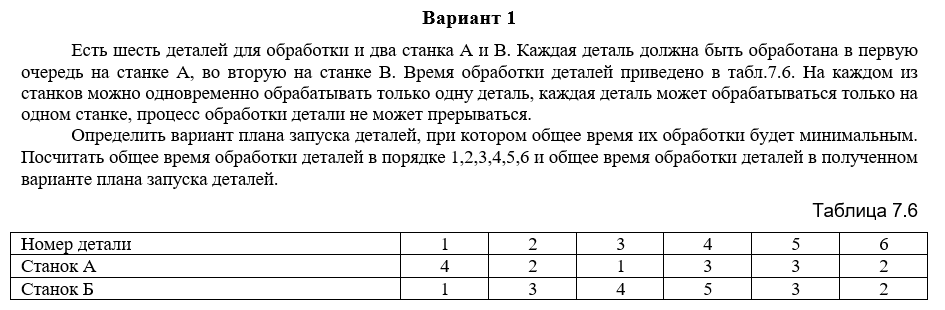 Вариант 1
Есть шесть деталей для обработки и два станка А и В. Каждая деталь должна быть обработана в первую
очередь на станке А, во вторую на станке В. Время обработки деталей приведено в табл.7.6. На каждом из
станков можно одновременно обрабатывать только одну деталь, каждая деталь может обрабатываться только на
одном станке, процесс обработки детали не может прерываться.
Определить вариант плана запуска деталей, при котором общее время их обработки будет минимальным.
Посчитать общее время обработки деталей в порядке 1,2,3,4,5,6 и общее время обработки деталей в полученном
варианте плана запуска деталей.
Таблица 7.6
Номер детали 1 2 3 4 5 6
Станок А 4 2 1 3 3 2
Станок Б 1 3 4 5 3 2